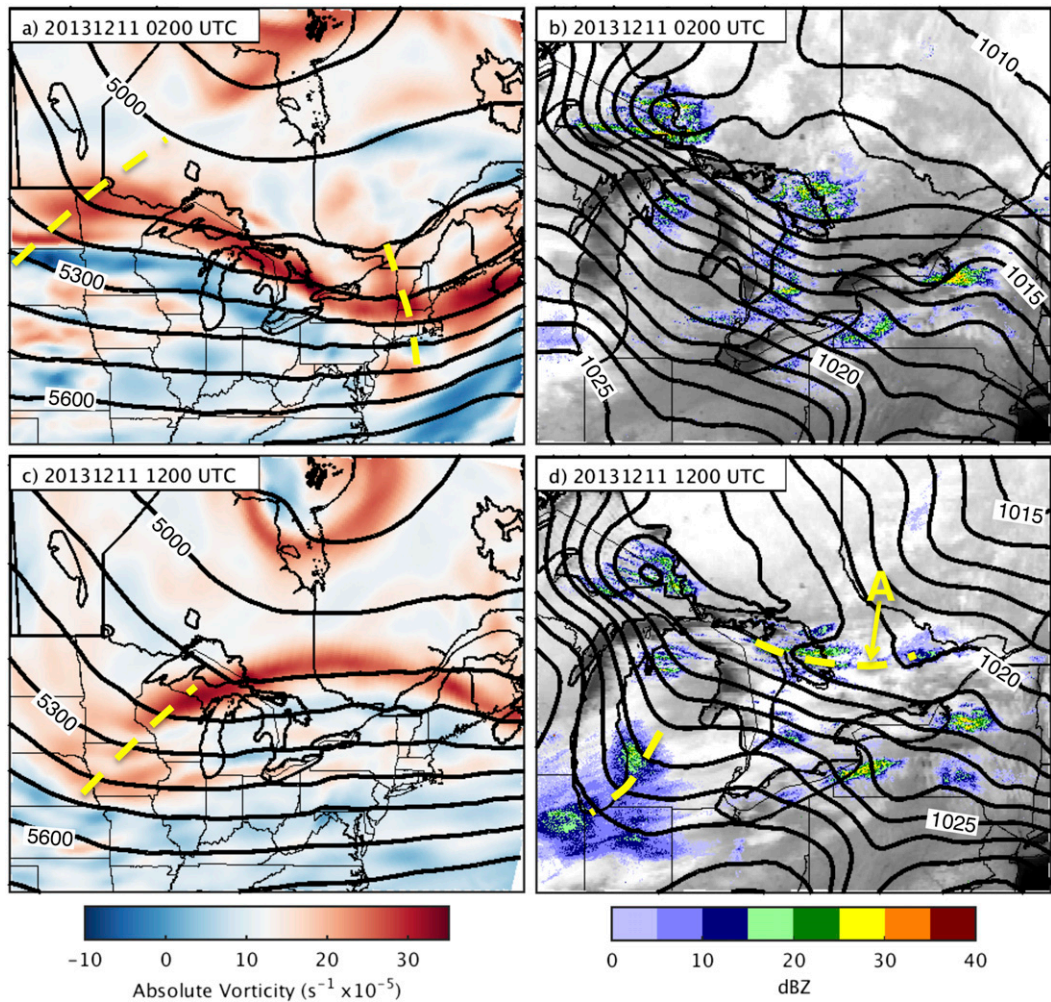 a) 20131211 0200 UTC
5000
5300
5600
b) 20131211 0200 UTC
1010
1015
1020
1025
c) 20131211 1200 UTC
5000
5300
5600
d) 20131211 1200 UTC
1015
A
1020
1025
−10 0 10 20 30
Absolute Vorticity (s⁻¹ x10⁻⁵)
0 10 20 30 40
dBZ